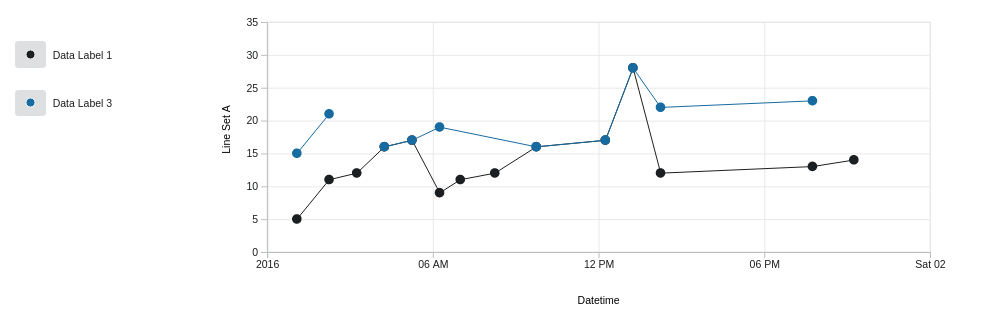 Data Label 1
Data Label 3
Line Set A
35
30
25
20
15
10
5
0
2016
06 AM
12 PM
06 PM
Sat 02
Datetime